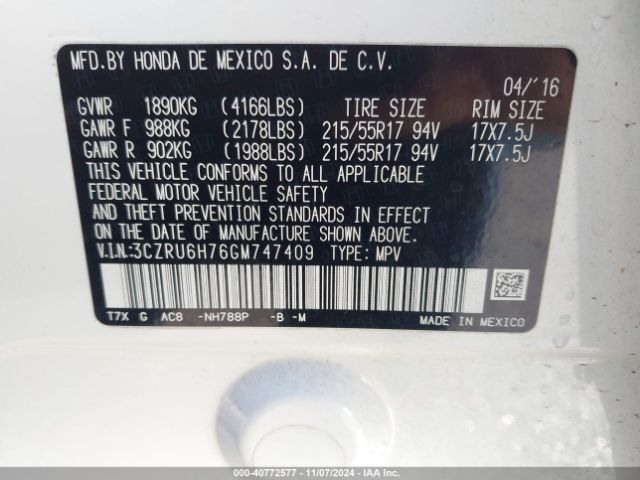 MFD.BY HONDA DE MEXICO S.A. DE C.V.
04/'16
GVWR 1890KG (4166LBS) TIRE SIZE RIM SIZE
GAWR F 988KG (2178LBS) 215/55R17 94V 17X7.5J
GAWR R 902KG (1988LBS) 215/55R17 94V 17X7.5J
THIS VEHICLE CONFORMS TO ALL APPLICABLE
FEDERAL MOTOR VEHICLE SAFETY
AND THEFT PREVENTION STANDARDS IN EFFECT
ON THE DATE OF MANUFACTURE SHOWN ABOVE.
V.I.N.:3CZRU6H76GM747409 TYPE: MPV
T7X G AC8 -NH788P -B -M MADE IN MEXICO
000-40772577 - 11/07/2024 - IAA Inc.